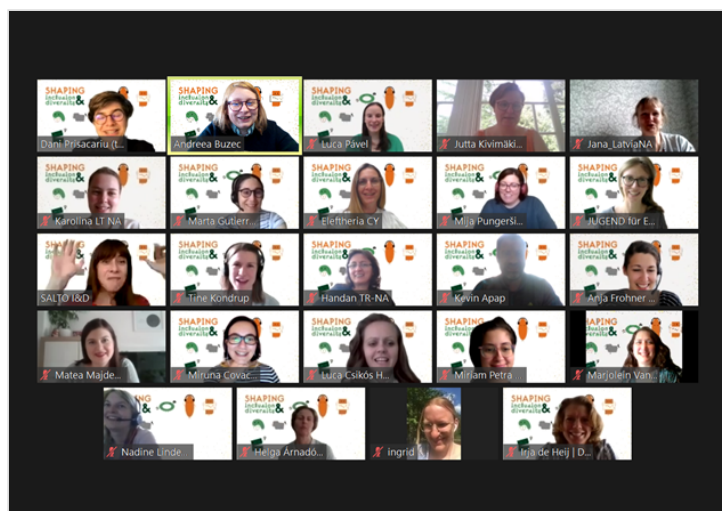 SHAPING
inclusion &
diversity
Dani Prisacariu (t...
Andreea Buzec
Luca Pável
Jutta Kivimäki...
Jana_LatviaNA
Karolina LT NA
Marta Gutierr...
Eleftheria CY
Mija Pungerši...
JUGEND für E...
SALTO I&D
Tine Kondrup
Handan TR-NA
Kevin Apap
Anja Frohner ...
Matea Majde...
Miruna Covac...
Luca Csikós H...
Mirjam Petra
Marjolein Van...
Nadine Linde...
Helga Árnadó...
ingrid
Irja de Heij | D...